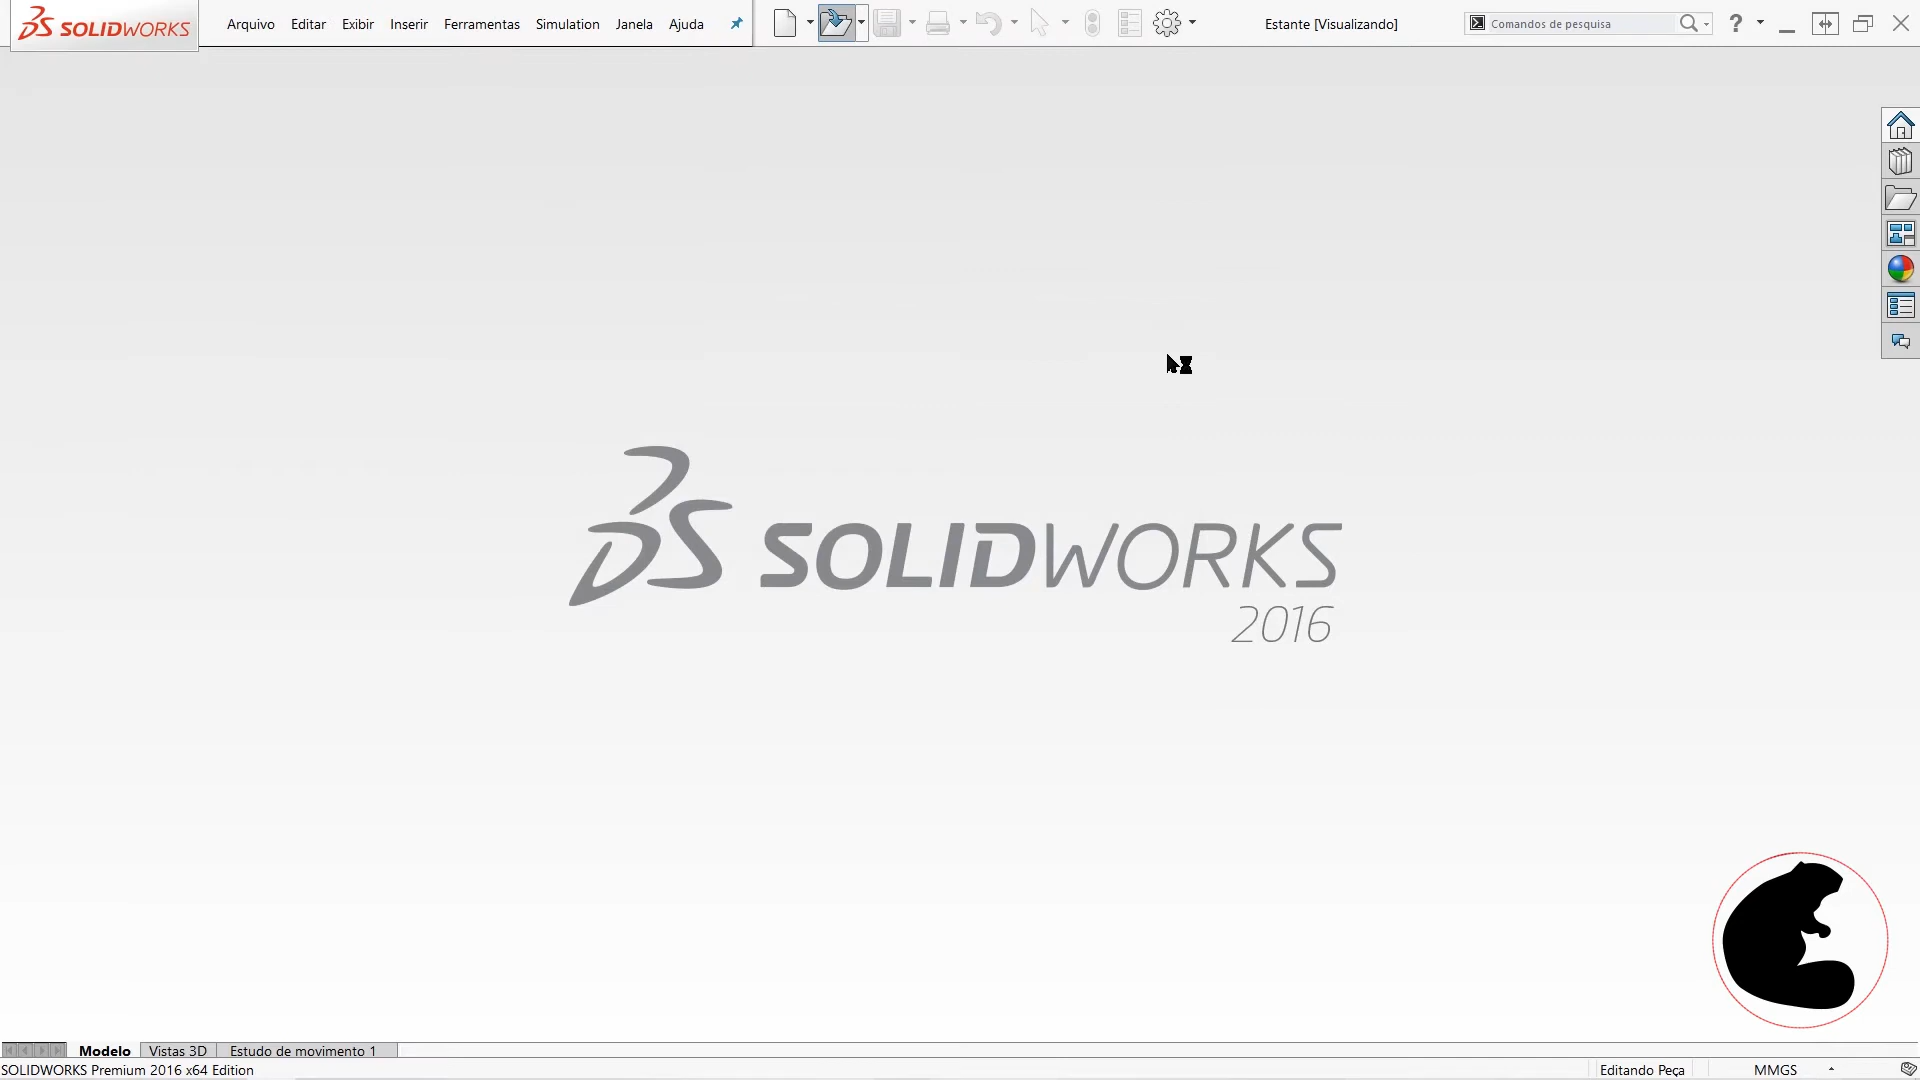 SOLIDWORKS Arquivo Editar Exibir Inserir Ferramentas Simulation Janela Ajuda Estante [Visualizando] Comandos de pesquisa ?
SOLIDWORKS
2016
Modelo Vistas 3D Estudo de movimento 1
SOLIDWORKS Premium 2016 x64 Edition Editando Peça MMGS